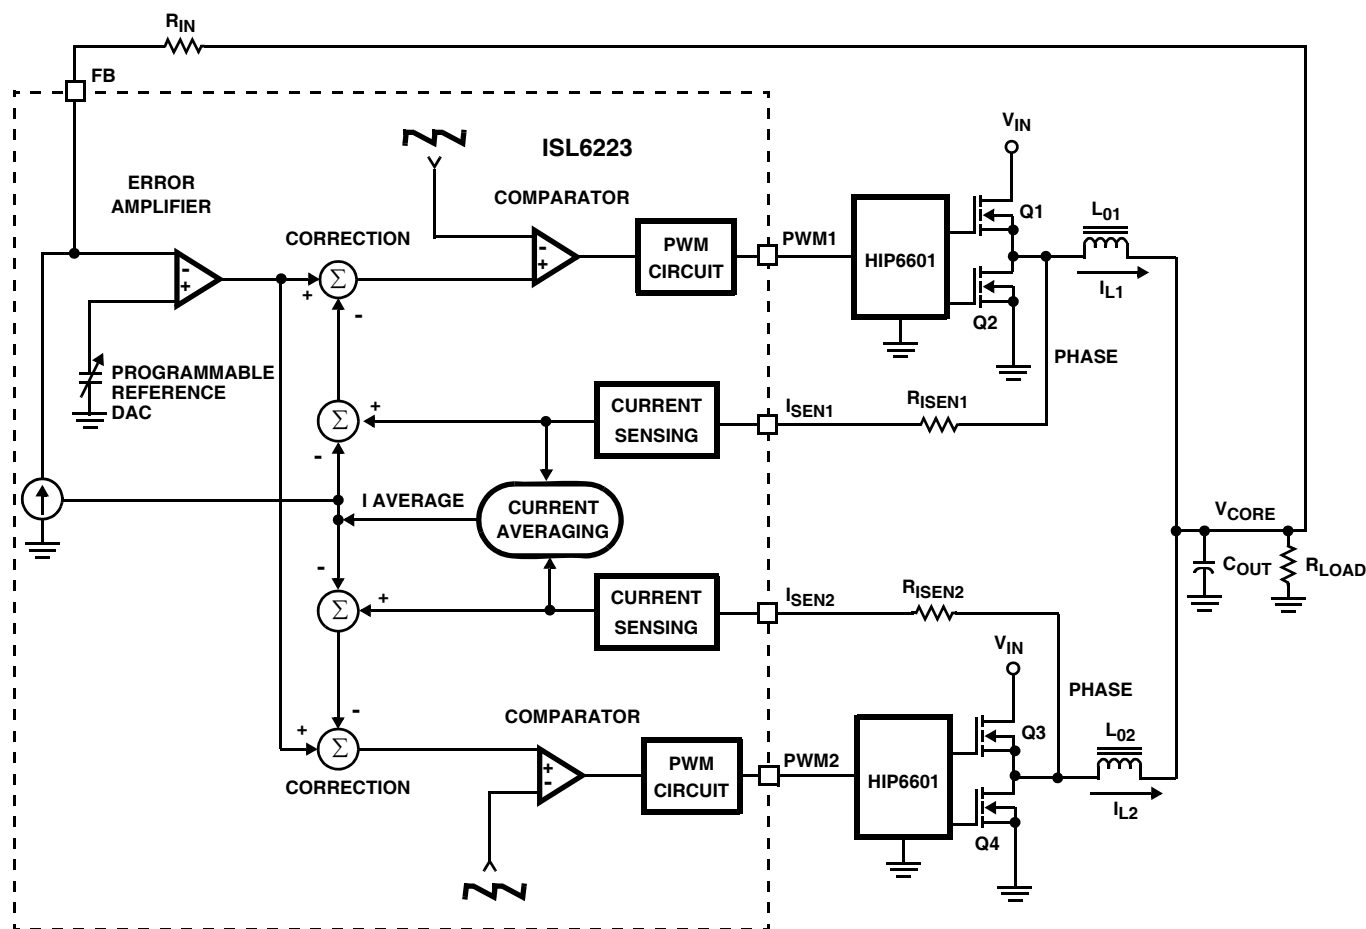 RIN
FB
ISL6223
VIN
ERROR
AMPLIFIER
COMPARATOR
CORRECTION
-
+
Σ
+
-
-
+
PWM
CIRCUIT
PWM1
HIP6601
Q1
Q2
L01
IL1
PHASE
PROGRAMMABLE
REFERENCE
DAC
Σ
+
-
CURRENT
SENSING
ISEN1
RISEN1
I AVERAGE
CURRENT
AVERAGING
VCORE
COUT
RLOAD
-
Σ
+
CURRENT
SENSING
ISEN2
RISEN2
VIN
PHASE
-
+
Σ
CORRECTION
COMPARATOR
+
-
PWM
CIRCUIT
PWM2
HIP6601
Q3
Q4
L02
IL2